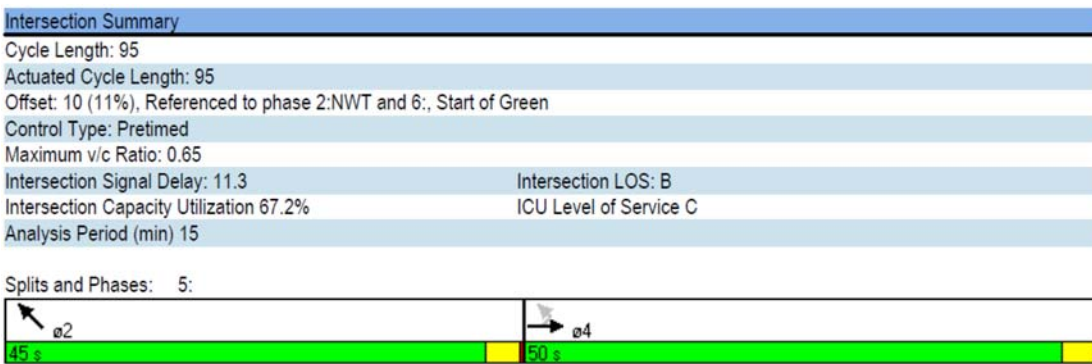 Intersection Summary
Cycle Length: 95
Actuated Cycle Length: 95
Offset: 10 (11%), Referenced to phase 2:NWT and 6:, Start of Green
Control Type: Pretimed
Maximum v/c Ratio: 0.65
Intersection Signal Delay: 11.3 Intersection LOS: B
Intersection Capacity Utilization 67.2% ICU Level of Service C
Analysis Period (min) 15
Splits and Phases: 5:
ø2 ø4
45 s 50 s